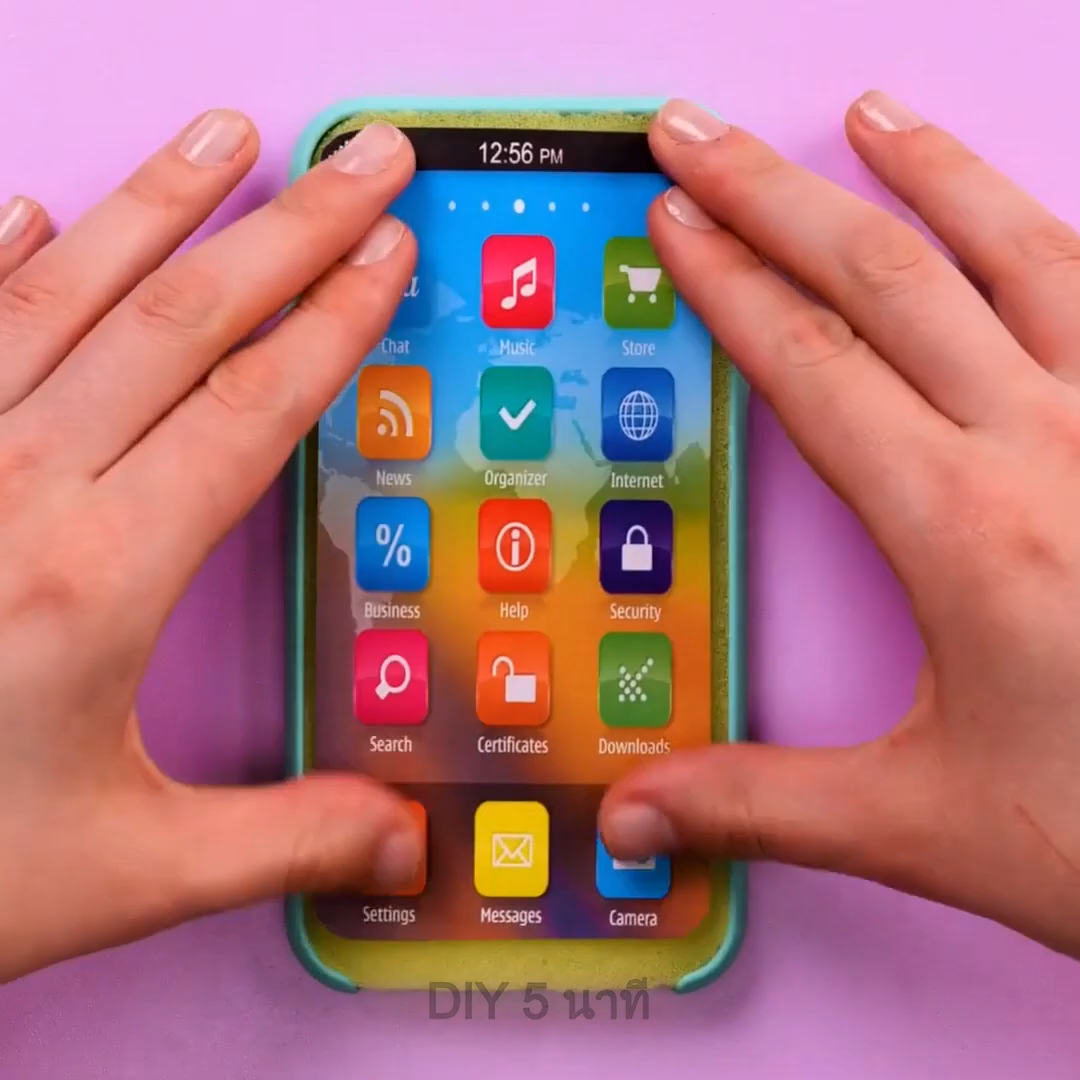 12:56 PM
Chat Music Store
News Organizer Internet
%
Business Help Security
Search Certificates Downloads
Settings Messages Camera
DIY 5 นาที